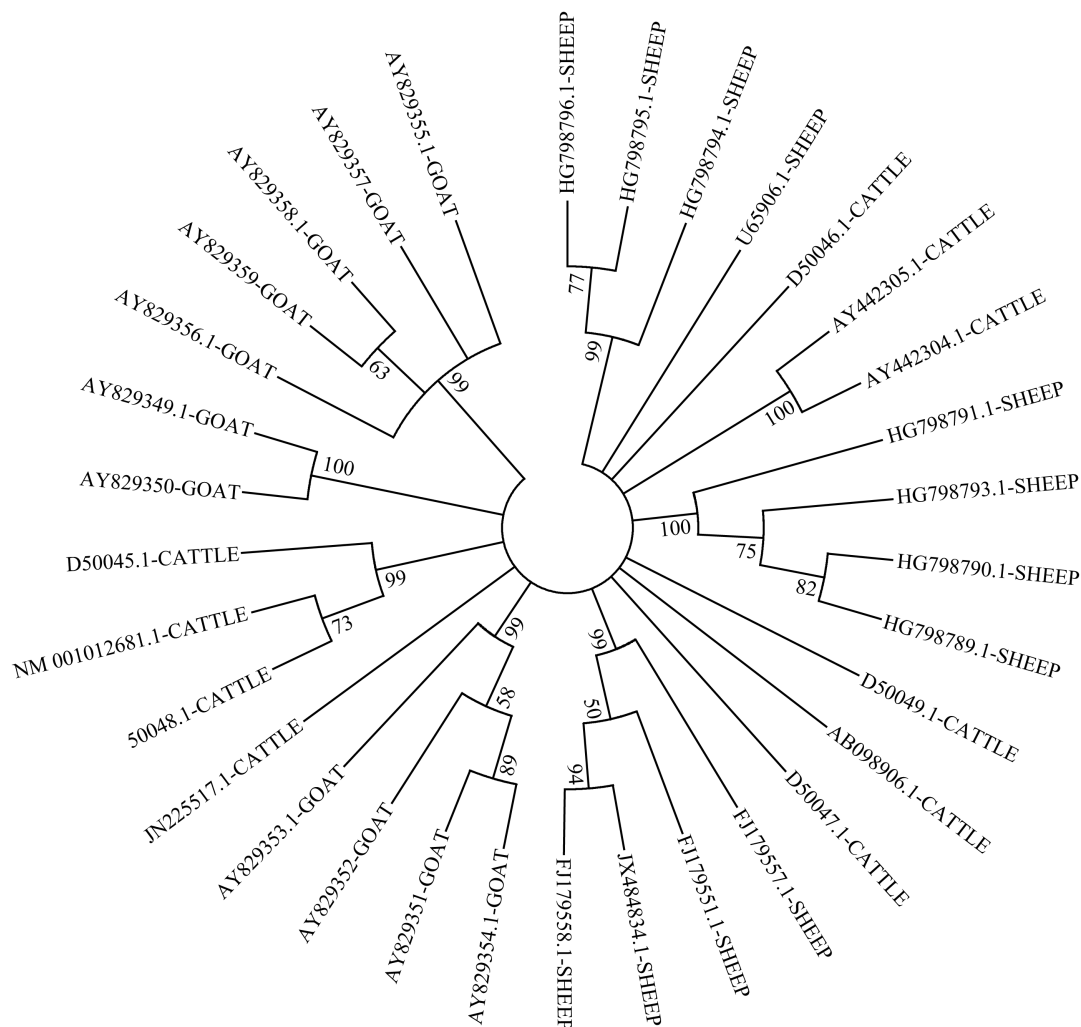 HG798796.1-SHEEP
HG798795.1-SHEEP
HG798794.1-SHEEP
U65906.1-SHEEP
D50046.1-CATTLE
AY442305.1-CATTLE
AY442304.1-CATTLE
HG798791.1-SHEEP
HG798793.1-SHEEP
HG798790.1-SHEEP
HG798789.1-SHEEP
D50049.1-CATTLE
AB098906.1-CATTLE
D50047.1-CATTLE
FJ179557.1-SHEEP
FJ179551.1-SHEEP
JX484834.1-SHEEP
FJ179558.1-SHEEP
AY829354.1-GOAT
AY829351-GOAT
AY829352-GOAT
AY829353.1-GOAT
JN225517.1-CATTLE
50048.1-CATTLE
NM 001012681.1-CATTLE
D50045.1-CATTLE
AY829350-GOAT
AY829349.1-GOAT
AY829356.1-GOAT
AY829359-GOAT
AY829358.1-GOAT
AY829357-GOAT
AY829355.1-GOAT
77
99
100
100
75
82
99
50
94
99
58
89
99
73
100
63
99